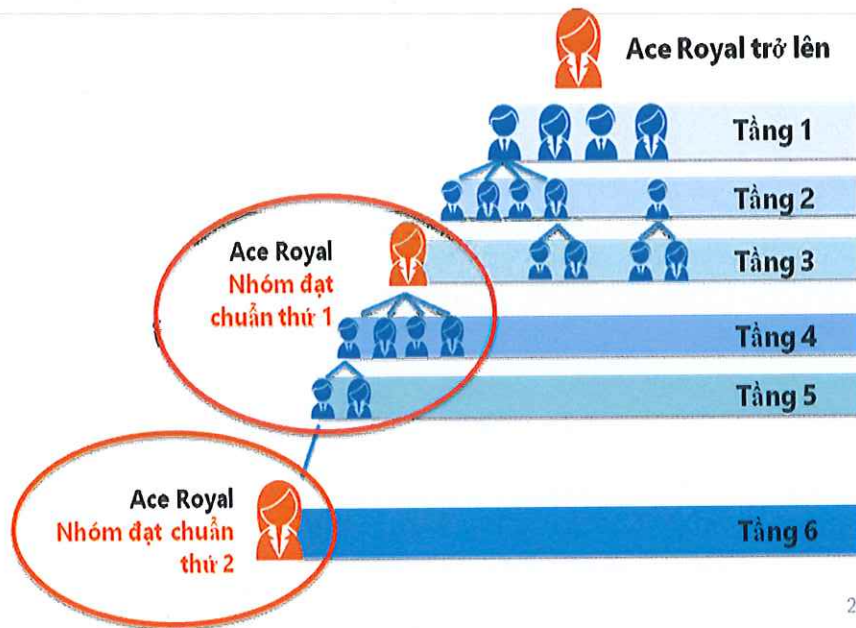 Ace Royal trở lên
Tầng 1
Tầng 2
Ace Royal
Nhóm đạt
chuẩn thứ 1
Tầng 3
Tầng 4
Tầng 5
Ace Royal
Nhóm đạt chuẩn
thứ 2
Tầng 6
2